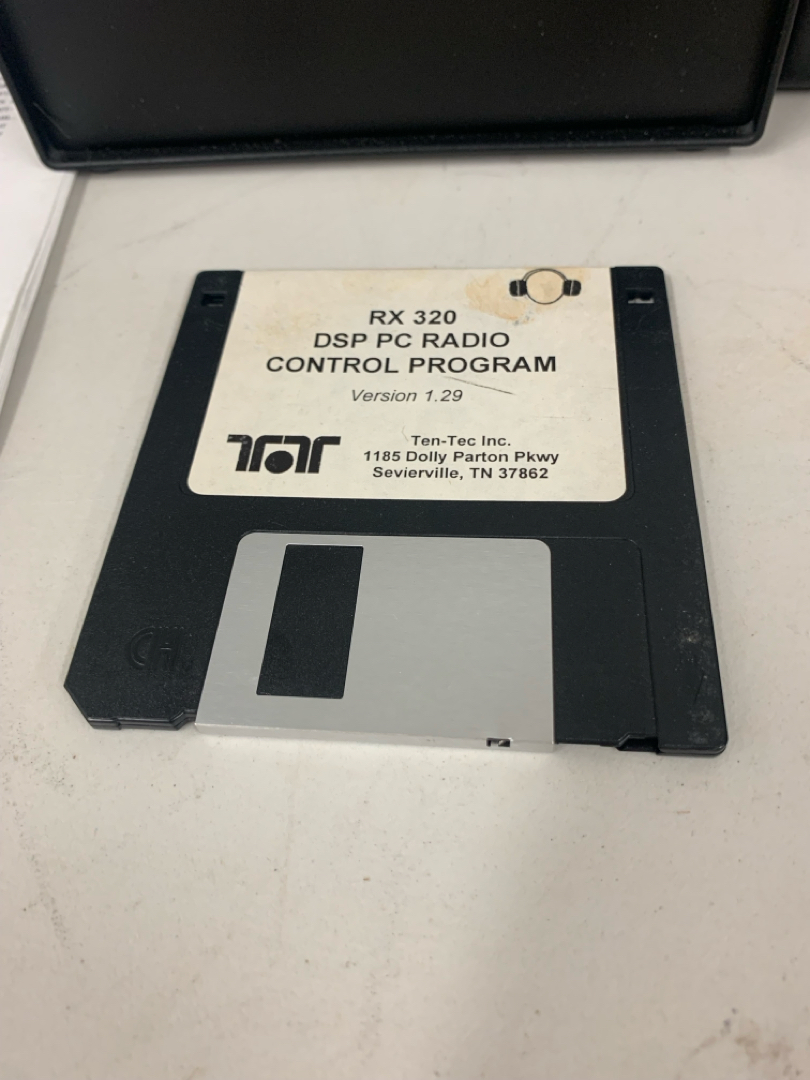 RX 320
DSP PC RADIO
CONTROL PROGRAM
Version 1.29
Ten-Tec Inc.
1185 Dolly Parton Pkwy
Sevierville, TN 37862